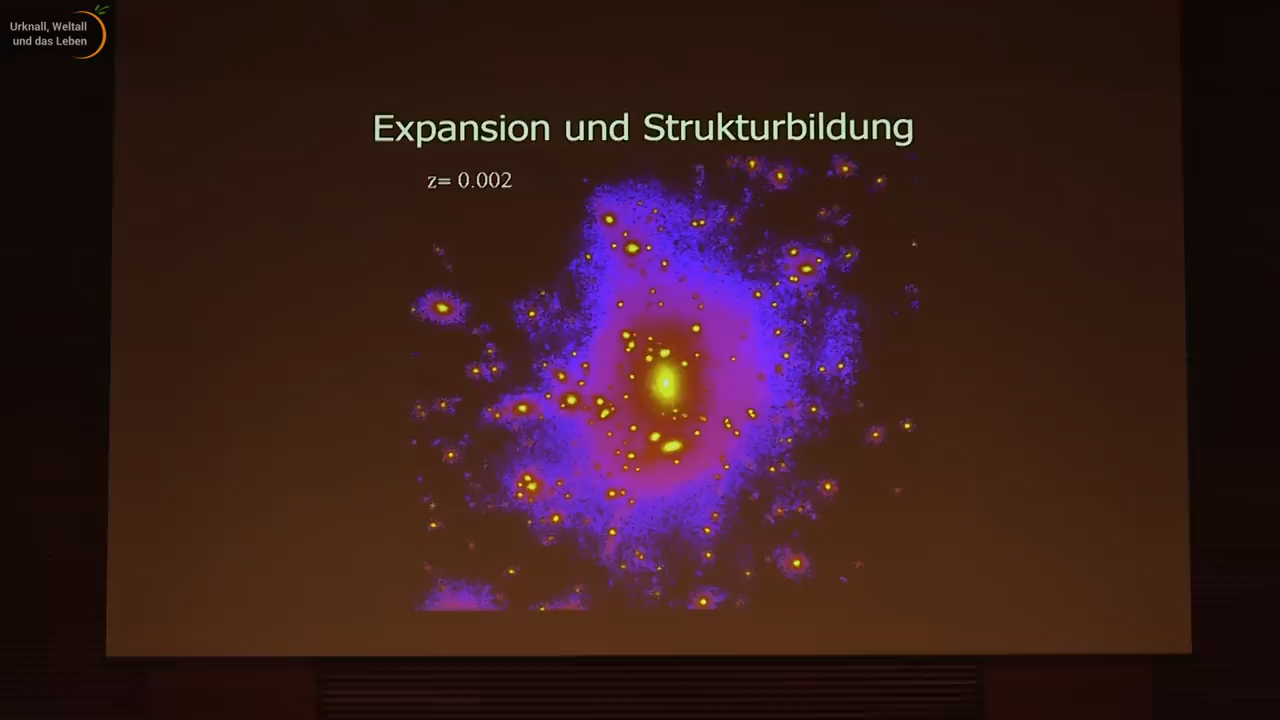 Urknall, Weltall
und das Leben
Expansion und Strukturbildung
z= 0.002